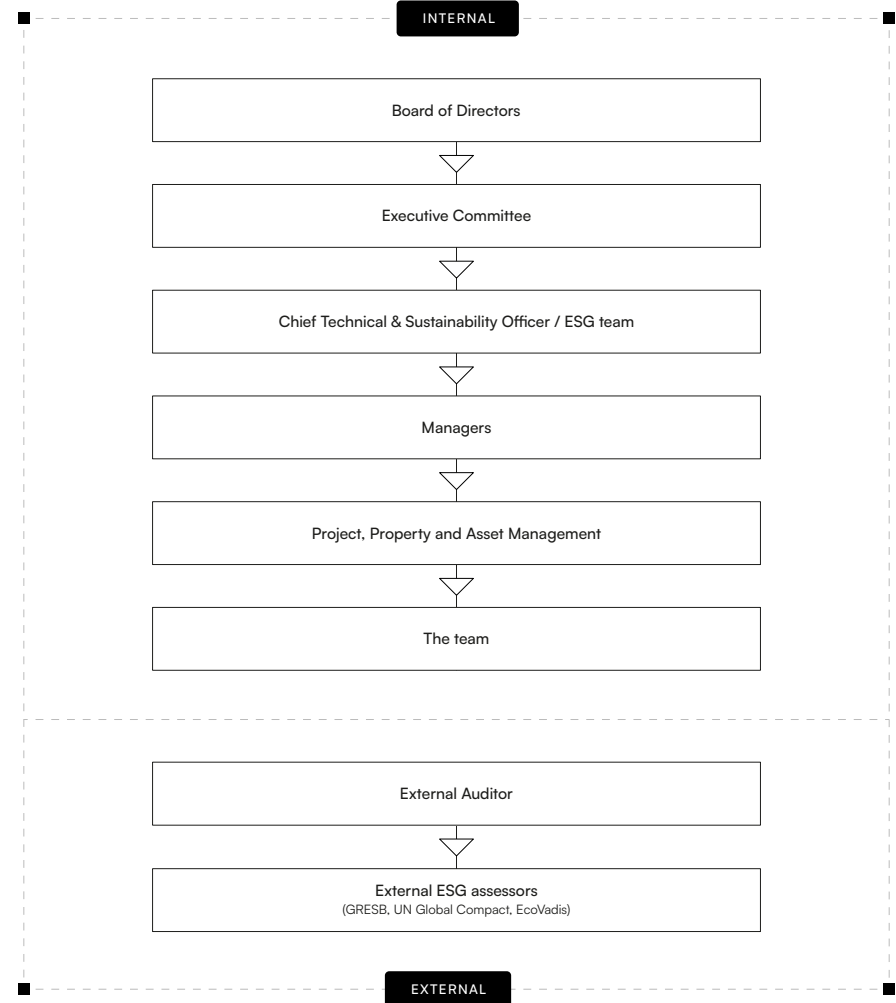 INTERNAL
Board of Directors
Executive Committee
Chief Technical & Sustainability Officer / ESG team
Managers
Project, Property and Asset Management
The team
External Auditor
External ESG assessors
(GRESB, UN Global Compact, EcoVadis)
EXTERNAL